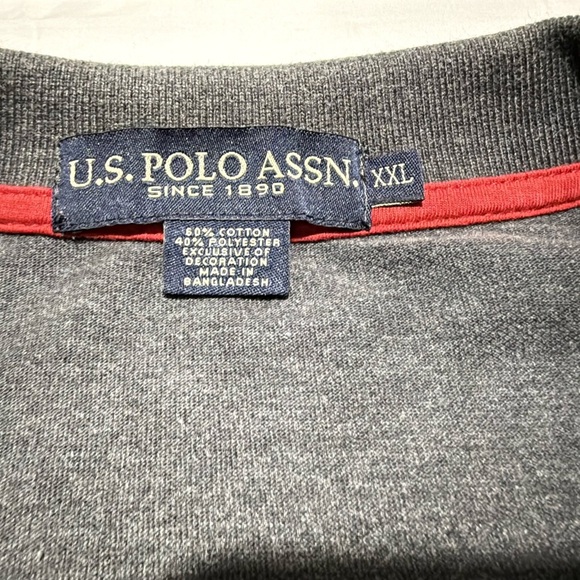 U.S. POLO ASSN.
SINCE 1890
XXL
60% COTTON
40% POLYESTER
EXCLUSIVE OF
DECORATION
MADE IN
BANGLADESH